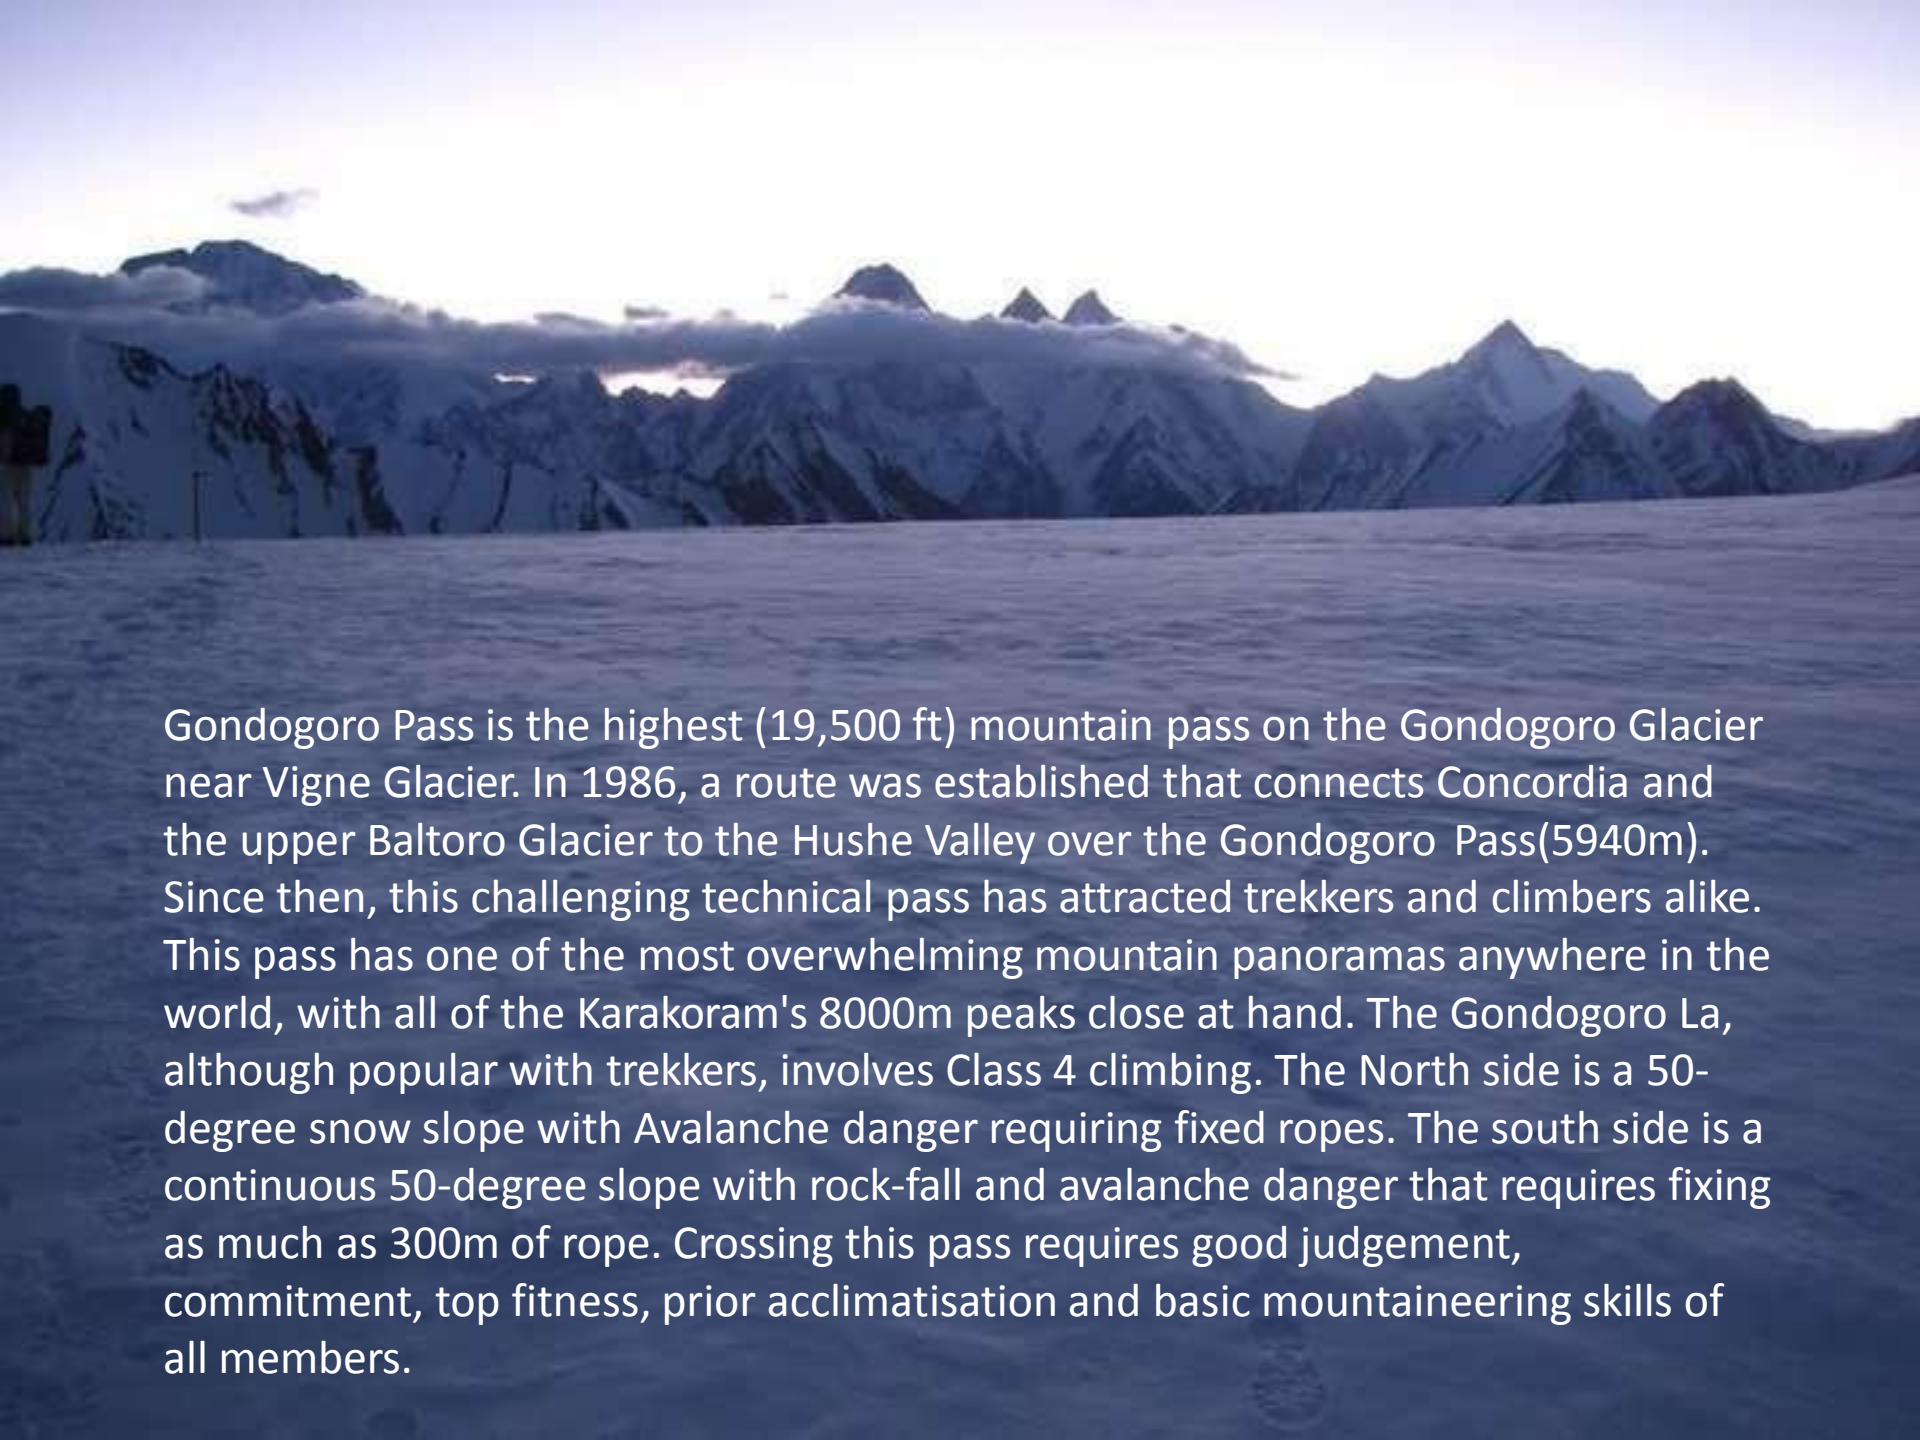 Gondogoro Pass is the highest (19,500 ft) mountain pass on the Gondogoro Glacier
near Vigne Glacier. In 1986, a route was established that connects Concordia and
the upper Baltoro Glacier to the Hushe Valley over the Gondogoro Pass(5940m).
Since then, this challenging technical pass has attracted trekkers and climbers alike.
This pass has one of the most overwhelming mountain panoramas anywhere in the
world, with all of the Karakoram's 8000m peaks close at hand. The Gondogoro La,
although popular with trekkers, involves Class 4 climbing. The North side is a 50-
degree snow slope with Avalanche danger requiring fixed ropes. The south side is a
continuous 50-degree slope with rock-fall and avalanche danger that requires fixing
as much as 300m of rope. Crossing this pass requires good judgement,
commitment, top fitness, prior acclimatisation and basic mountaineering skills of
all members.